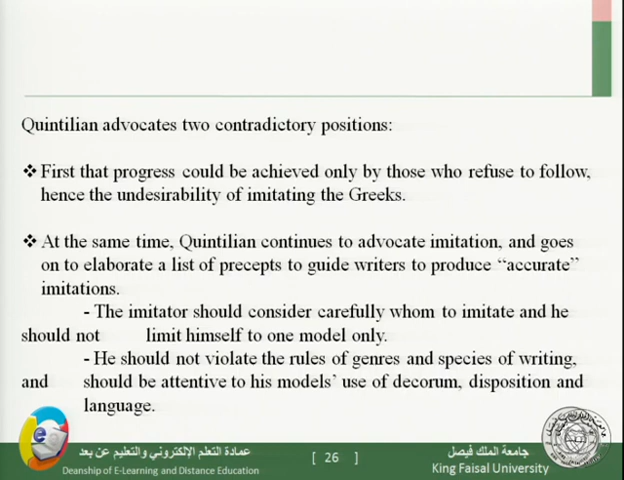 Quintilian advocates two contradictory positions:
❖ First that progress could be achieved only by those who refuse to follow,
hence the undesirability of imitating the Greeks.
❖ At the same time, Quintilian continues to advocate imitation, and goes
on to elaborate a list of precepts to guide writers to produce “accurate”
imitations.
- The imitator should consider carefully whom to imitate and he
should not limit himself to one model only.
- He should not violate the rules of genres and species of writing,
and should be attentive to his models’ use of decorum, disposition and
language.
عمادة التعلم الإلكتروني والتعليم عن بعد
Deanship of E-Learning and Distance Education
[ 26 ]
جامعة الملك فيصل
King Faisal University